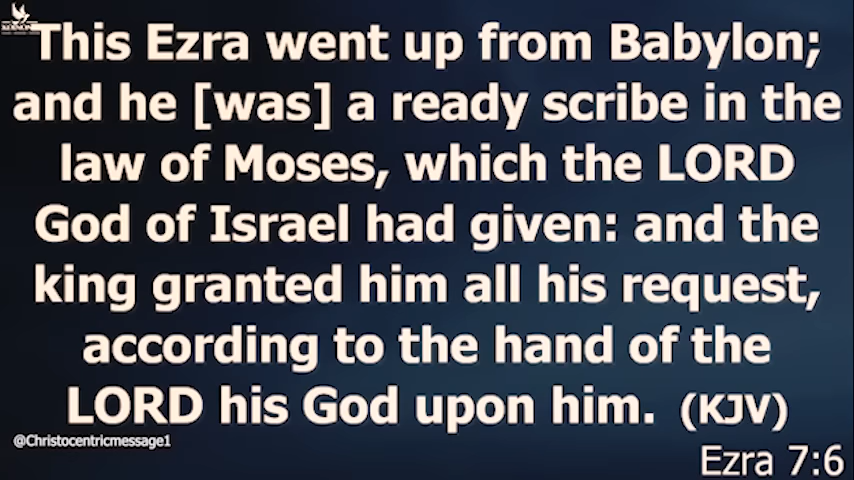 This Ezra went up from Babylon;
and he [was] a ready scribe in the
law of Moses, which the LORD
God of Israel had given: and the
king granted him all his request,
according to the hand of the
LORD his God upon him. (KJV)
@Christocentricmessage1
Ezra 7:6